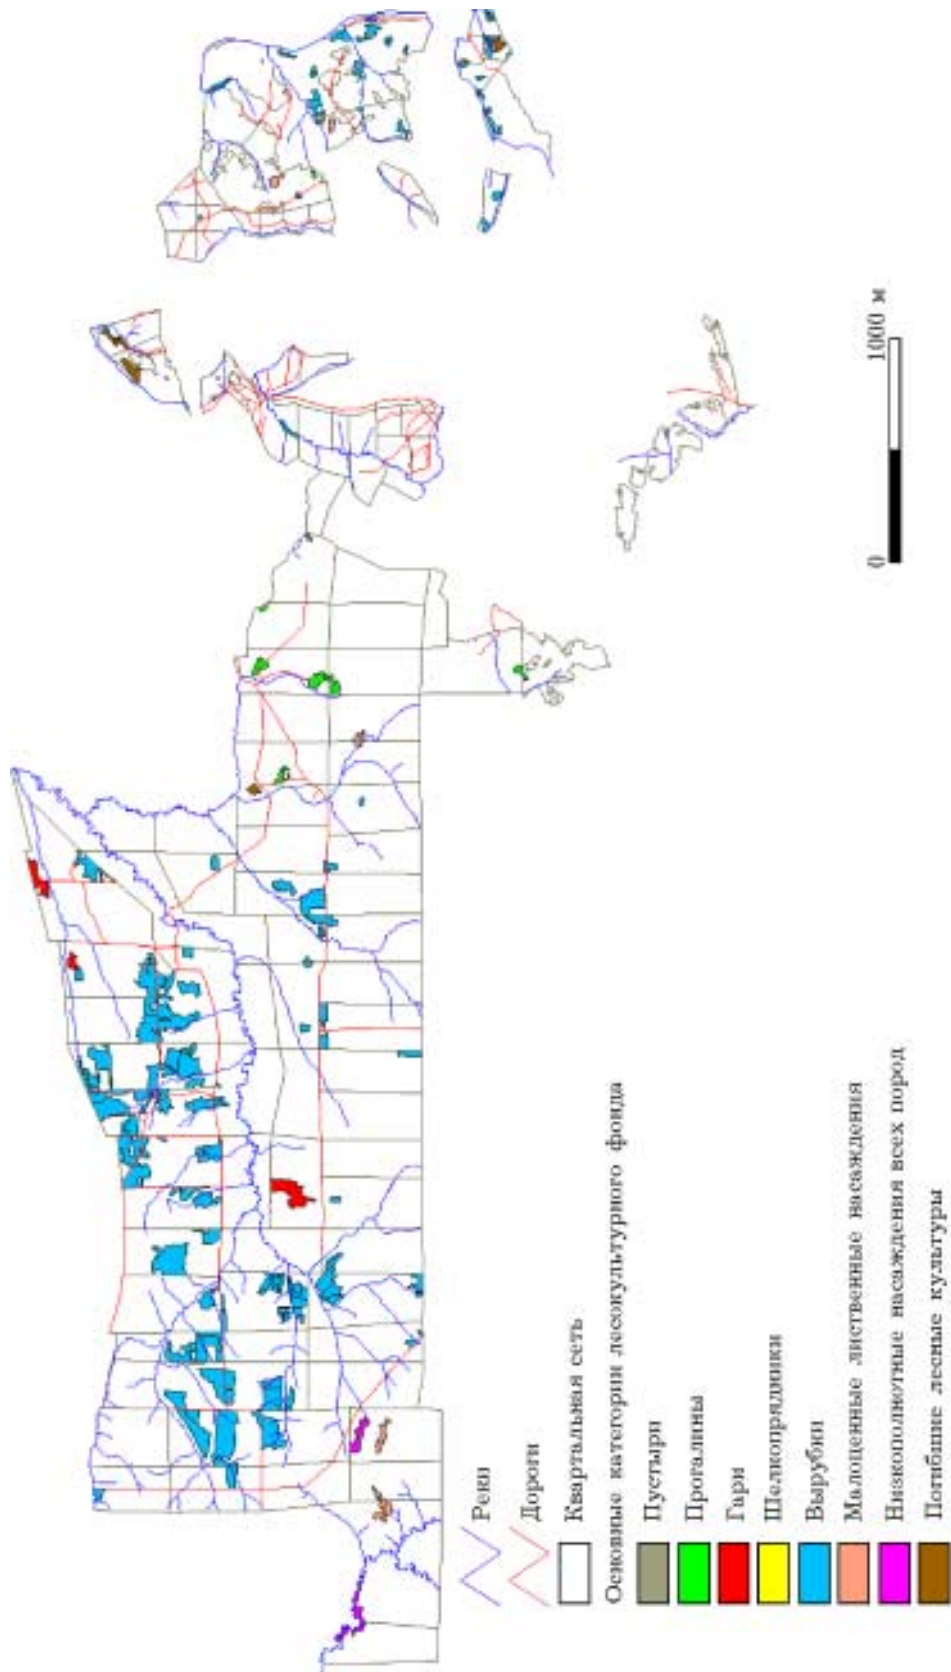 0 1000 м
Реки
Дороги
Квартальная сеть
Основные категории лесокультурного фонда
Пустыри
Прогалины
Гари
Шелкопрядники
Вырубки
Малоценные лиственные насаждения
Низкополнотные насаждения всех пород
Погибшие лесные культуры